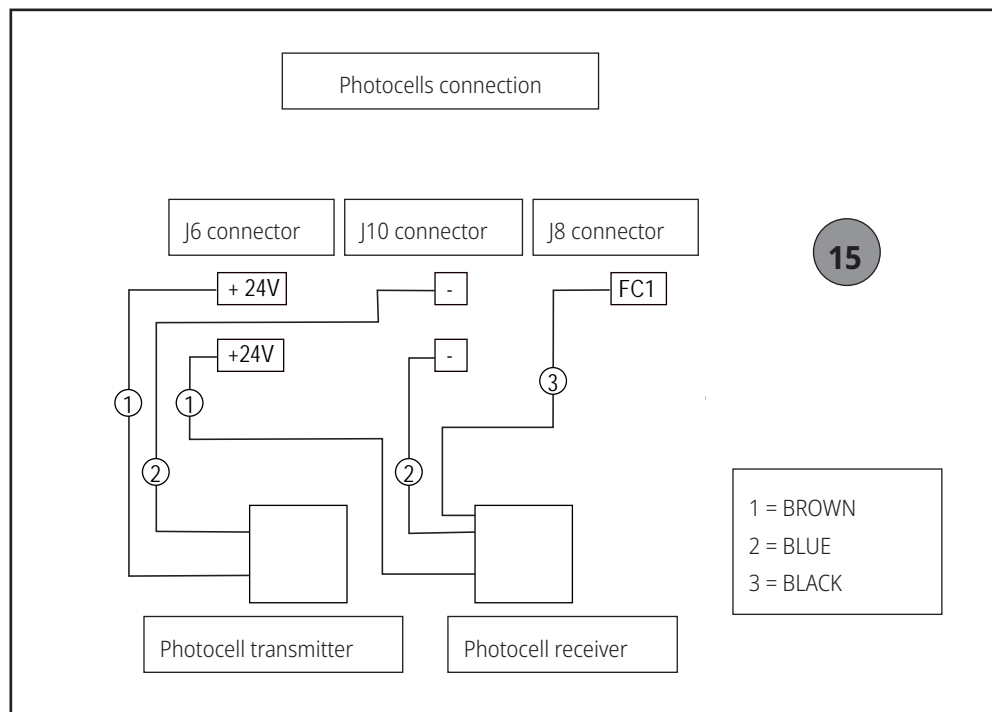 Photocells connection
J6 connector
J10 connector
J8 connector
15
+ 24V
-
FC1
+24V
-
3
1
1
2
2
1 = BROWN
2 = BLUE
3 = BLACK
Photocell transmitter
Photocell receiver